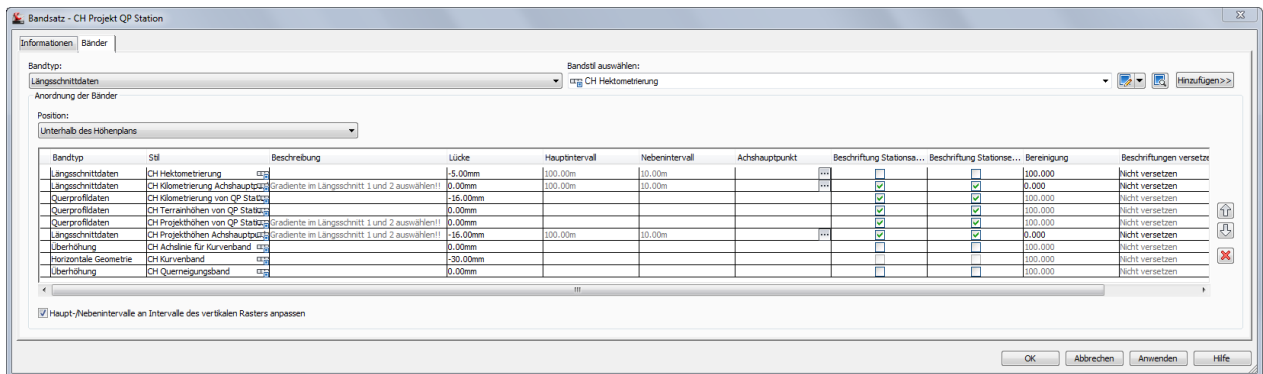 Bandsatz - CH Projekt QP Station
Informationen Bänder
Bandtyp: Bandstil auswählen:
Längsschnittdaten CH Hektometrierung Hinzufügen>>
Anordnung der Bänder
Position:
Unterhalb des Höhenplans
Bandtyp Stil Beschreibung Lücke Hauptintervall Nebenintervall Achshauptpunkt Beschriftung Stationsa... Beschriftung Stationse... Bereinigung Beschriftungen versetze
Längsschnittdaten CH Hektometrierung -5.00mm 100.00m 10.00m ... 100.000 Nicht versetzen
Längsschnittdaten CH Kilometrierung Achshauptpu Gradiente im Längsschnitt 1 und 2 auswählen!! 0.00mm 100.00m 10.00m ... 0.000 Nicht versetzen
Querprofildaten CH Kilometrierung von QP Static -16.00mm 100.000 Nicht versetzen
Querprofildaten CH Terrainhöhen von QP Static 0.00mm 100.000 Nicht versetzen
Querprofildaten CH Projekthöhen von QP Static Gradiente im Längsschnitt 1 und 2 auswählen!! 0.00mm 100.000 Nicht versetzen
Längsschnittdaten CH Projekthöhen Achshauptpu Gradiente im Längsschnitt 1 und 2 auswählen!! -16.00mm 100.00m 10.00m ... 0.000 Nicht versetzen
Überhöhung CH Achslinie für Kurvenband 0.00mm 100.000 Nicht versetzen
Horizontale Geometrie CH Kurvenband -30.00mm 100.000 Nicht versetzen
Überhöhung CH Querneigungsband 0.00mm 100.000 Nicht versetzen
Haupt-/Nebenintervalle an Intervalle des vertikalen Rasters anpassen
OK Abbrechen Anwenden Hilfe